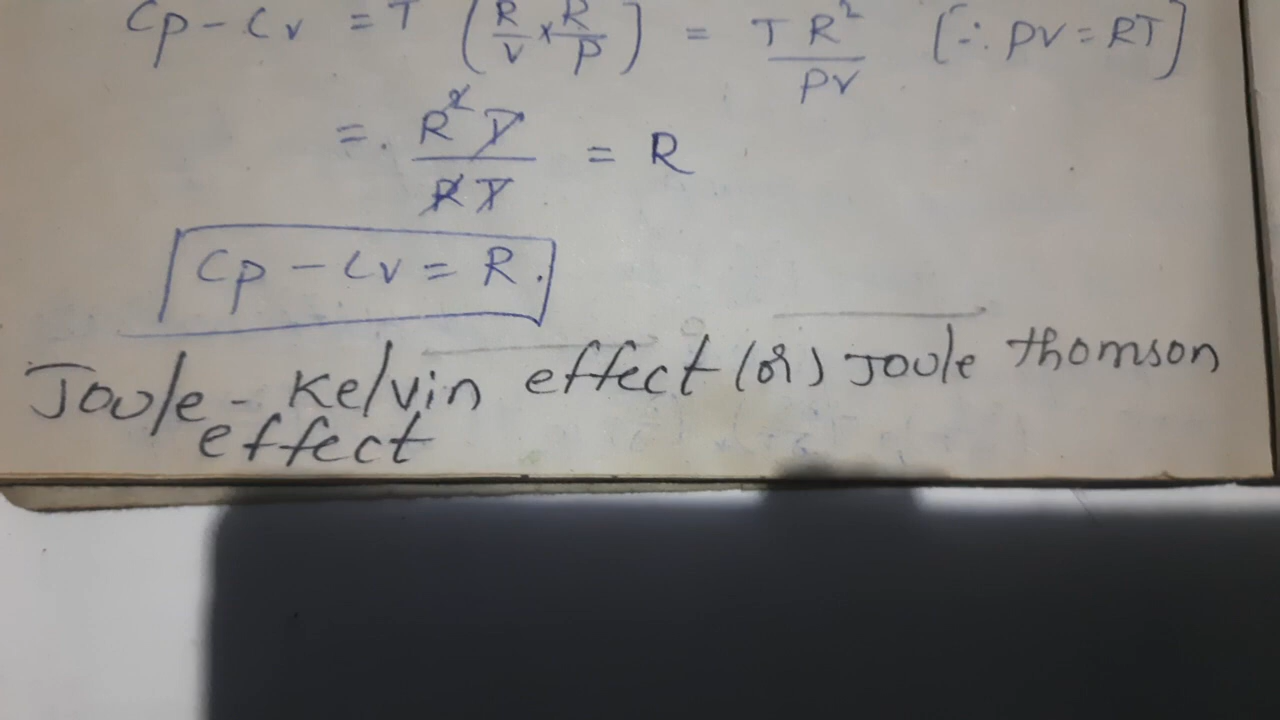 Cp - Cv = T (R/V × R/P) = TR²/PV (∵ PV = RT)
= R²T/RT = R
Cp - Cv = R.
Joule - Kelvin effect (or) Joule thomson
effect